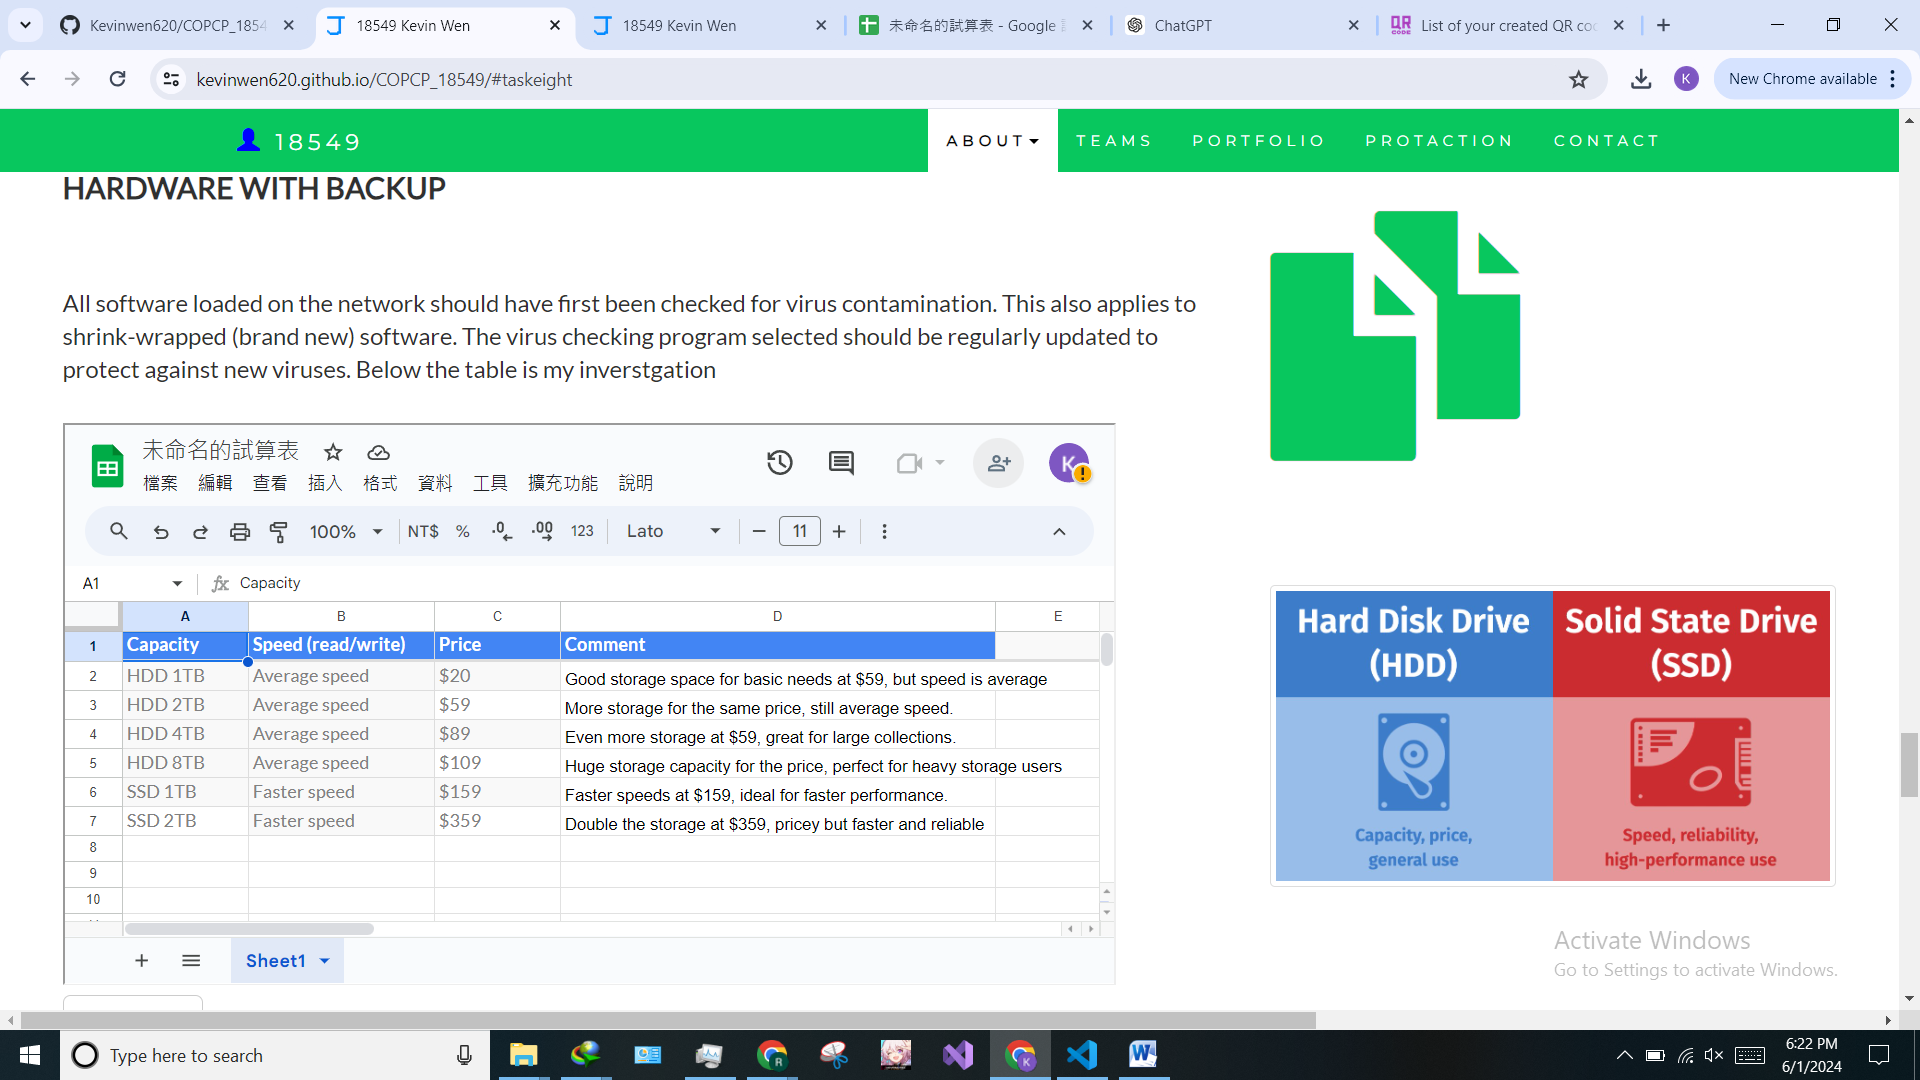 Kevinwen620/COPCP_1854
18549 Kevin Wen
18549 Kevin Wen
未命名的試算表 - Google
ChatGPT
List of your created QR co
kevinwen620.github.io/COPCP_18549/#taskeight
K
New Chrome available
18549
ABOUT
TEAMS
PORTFOLIO
PROTACTION
CONTACT
HARDWARE WITH BACKUP
All software loaded on the network should have first been checked for virus contamination. This also applies to
shrink-wrapped (brand new) software. The virus checking program selected should be regularly updated to
protect against new viruses. Below the table is my inverstgation
未命名的試算表
檔案 編輯 查看 插入 格式 資料 工具 擴充功能 說明
K
100% NT$ % .0 .00 123 Lato 11
A1 fx Capacity
A B C D E
1 Capacity Speed (read/write) Price Comment
2 HDD 1TB Average speed $20 Good storage space for basic needs at $59, but speed is average
3 HDD 2TB Average speed $59 More storage for the same price, still average speed.
4 HDD 4TB Average speed $89 Even more storage at $59, great for large collections.
5 HDD 8TB Average speed $109 Huge storage capacity for the price, perfect for heavy storage users
6 SSD 1TB Faster speed $159 Faster speeds at $159, ideal for faster performance.
7 SSD 2TB Faster speed $359 Double the storage at $359, pricey but faster and reliable
8
9
10
Sheet1
Hard Disk Drive
(HDD)
Capacity, price,
general use
Solid State Drive
(SSD)
Speed, reliability,
high-performance use
Activate Windows
Go to Settings to activate Windows.
Type here to search
6:22 PM
6/1/2024